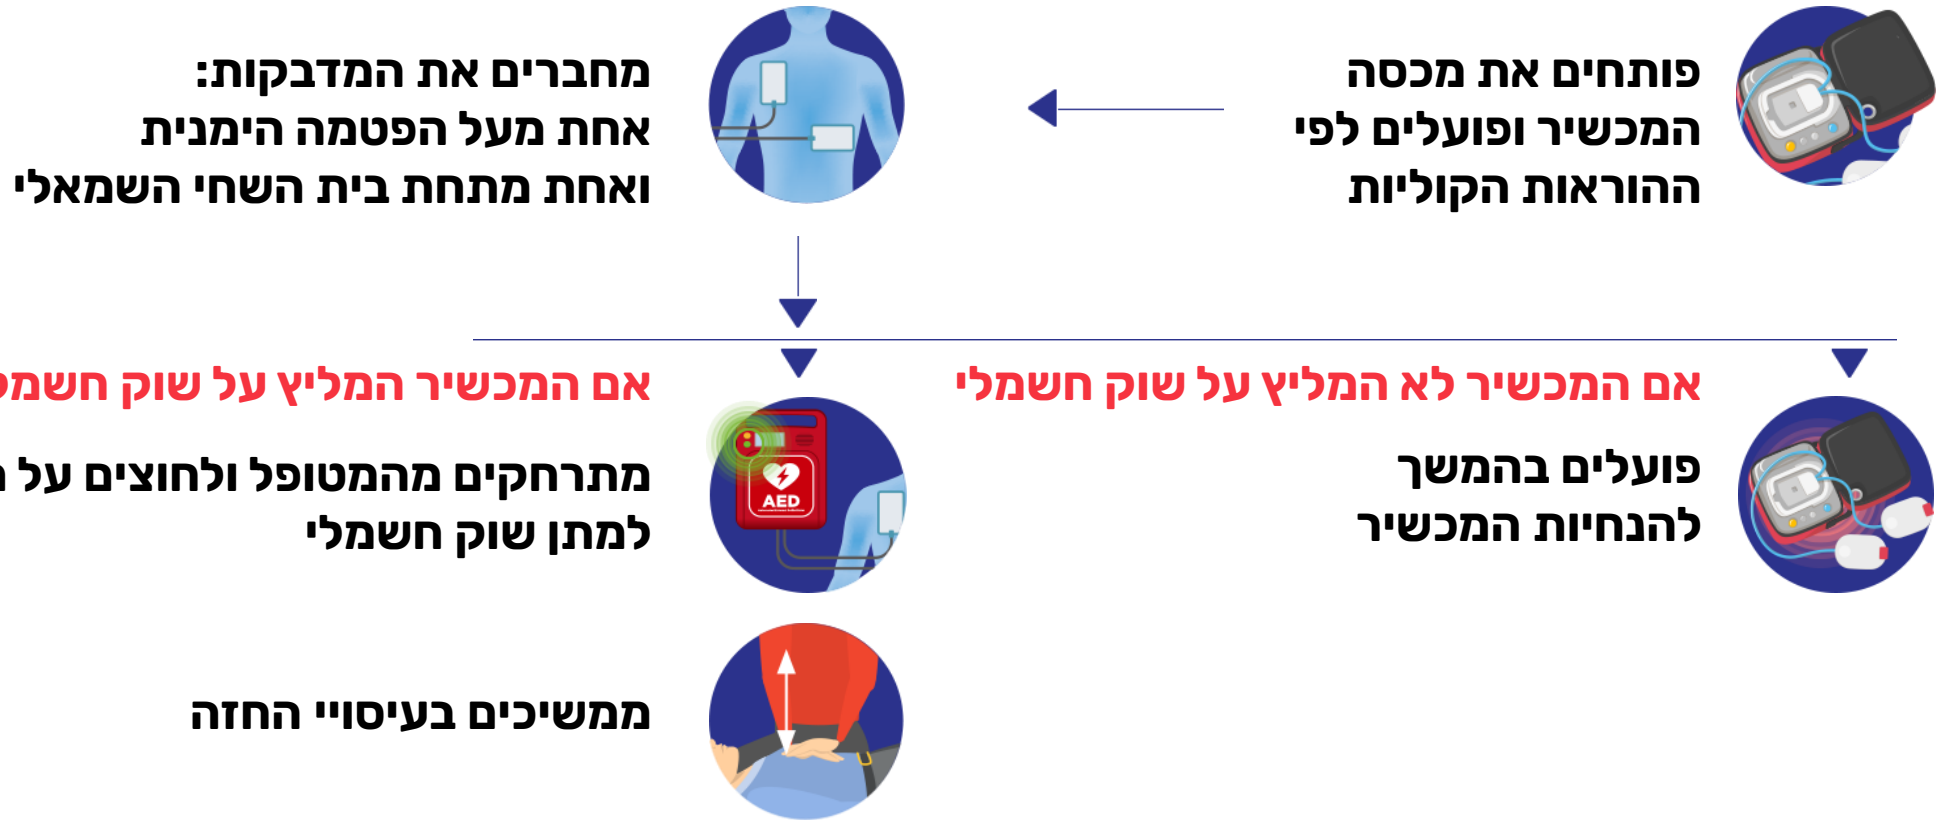 פותחים את מכסה
המכשיר ופועלים לפי
ההוראות הקוליות
מחברים את המדבקות:
אחת מעל הפטמה הימנית
ואחת מתחת בית השחי השמאלי
אם המכשיר לא המליץ על שוק חשמלי
פועלים בהמשך
להנחיות המכשיר
אם המכשיר המליץ על שוק
מתרחקים מהמטופל ולוחצים על
למתן שוק חשמלי
AED
ממשיכים בעיסויי החזה